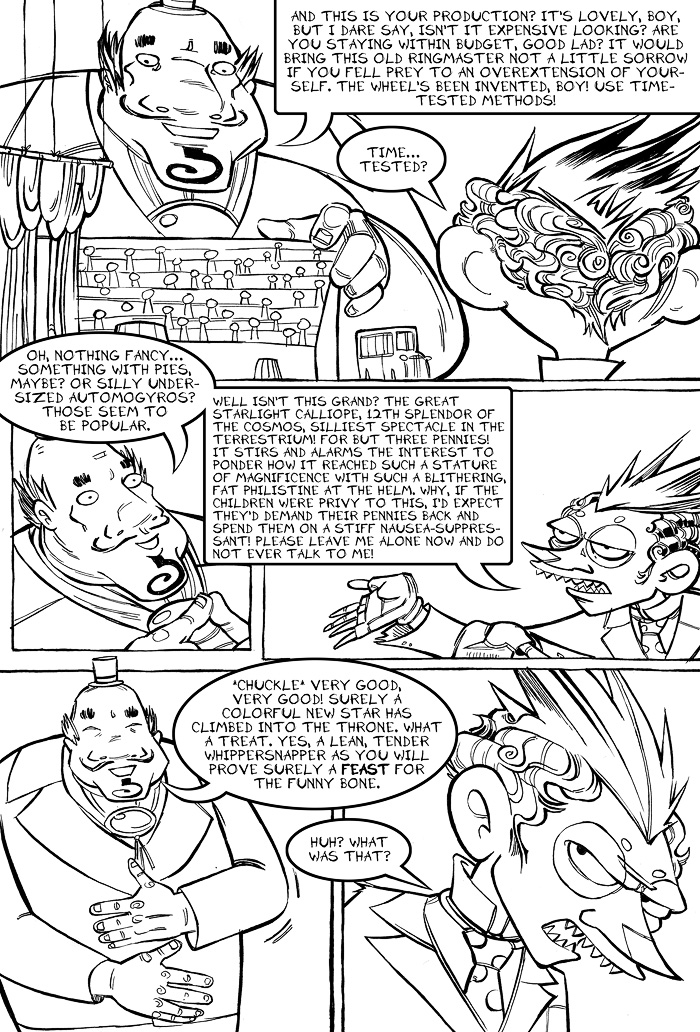 AND THIS IS YOUR PRODUCTION? IT'S LOVELY, BOY,
BUT I DARE SAY, ISN'T IT EXPENSIVE LOOKING? ARE
YOU STAYING WITHIN BUDGET, GOOD LAD? IT WOULD
BRING THIS OLD RINGMASTER NOT A LITTLE SORROW
IF YOU FELL PREY TO AN OVEREXTENSION OF YOUR-
SELF. THE WHEEL'S BEEN INVENTED, BOY! USE TIME-
TESTED METHODS!
TIME...
TESTED?
OH, NOTHING FANCY...
SOMETHING WITH PIES,
MAYBE? OR SILLY UNDER-
SIZED AUTOMOGYROS?
THOSE SEEM TO
BE POPULAR.
WELL ISN'T THIS GRAND? THE GREAT
STARLIGHT CALLIOPE, 12TH SPLENDOR OF
THE COSMOS, SILLIEST SPECTACLE IN THE
TERRESTRIUM! FOR BUT THREE PENNIES!
IT STIRS AND ALARMS THE INTEREST TO
PONDER HOW IT REACHED SUCH A STATURE
OF MAGNIFICENCE WITH SUCH A BLITHERING,
FAT PHILISTINE AT THE HELM. WHY, IF THE
CHILDREN WERE PRIVY TO THIS, I'D EXPECT
THEY'D DEMAND THEIR PENNIES BACK AND
SPEND THEM ON A STIFF NAUSEA-SUPPRES-
SANT! PLEASE LEAVE ME ALONE NOW AND DO
NOT EVER TALK TO ME!
*CHUCKLE* VERY GOOD,
VERY GOOD! SURELY A
COLORFUL NEW STAR HAS
CLIMBED INTO THE THRONE. WHAT
A TREAT. YES, A LEAN, TENDER
WHIPPERSNAPPER AS YOU WILL
PROVE SURELY A FEAST FOR
THE FUNNY BONE.
HUH? WHAT
WAS THAT?